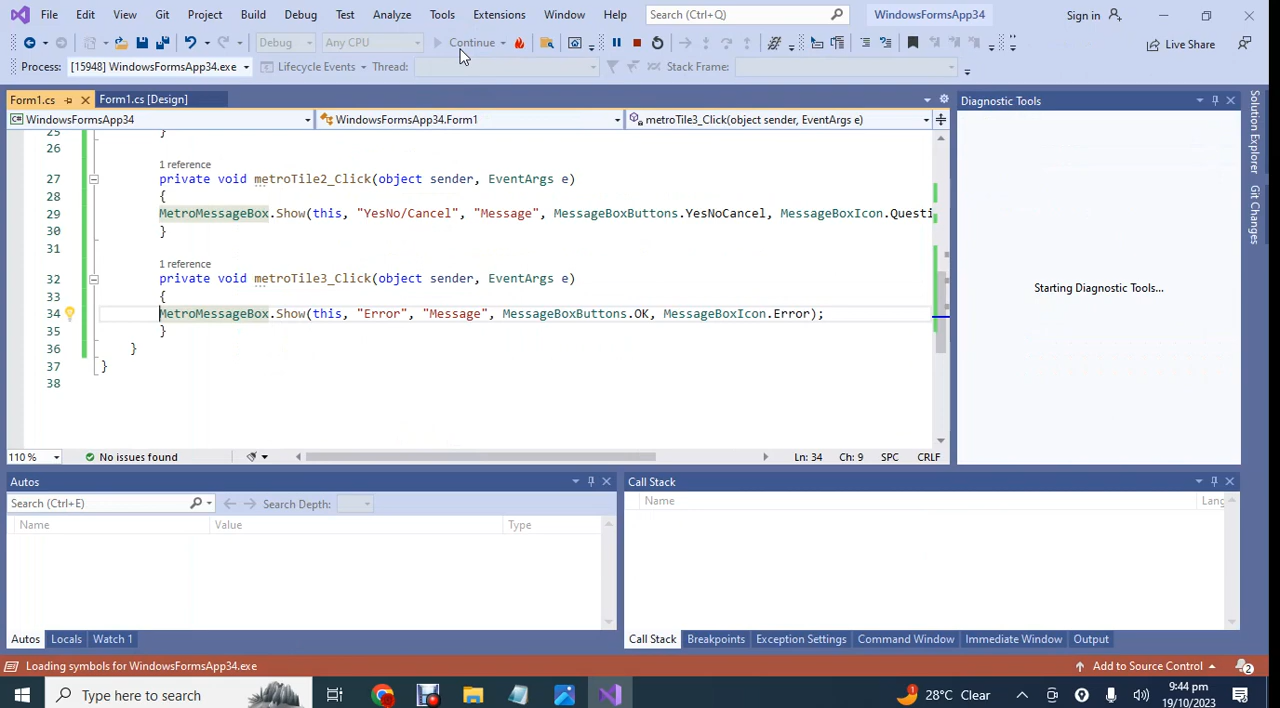 File Edit View Git Project Build Debug Test Analyze Tools Extensions Window Help Search (Ctrl+Q) WindowsFormsApp34 Sign in
Debug Any CPU Continue Live Share
Process: [15948] WindowsFormsApp34.exe Lifecycle Events Thread: Stack Frame:
Form1.cs Form1.cs [Design] Diagnostic Tools
WindowsFormsApp34 WindowsFormsApp34.Form1 metroTile3_Click(object sender, EventArgs e)
25 }
26
1 reference
27 private void metroTile2_Click(object sender, EventArgs e)
28 {
29 MetroMessageBox.Show(this, "YesNo/Cancel", "Message", MessageBoxButtons.YesNoCancel, MessageBoxIcon.Questi
30 }
31
1 reference
32 private void metroTile3_Click(object sender, EventArgs e)
33 {
34 MetroMessageBox.Show(this, "Error", "Message", MessageBoxButtons.OK, MessageBoxIcon.Error);
35 }
36 }
37 }
38
Starting Diagnostic Tools...
Solution Explorer
Git Changes
110 % No issues found Ln: 34 Ch: 9 SPC CRLF
Autos
Search (Ctrl+E) Search Depth:
Name Value Type
Call Stack
Name Lang
Autos Locals Watch 1
Call Stack Breakpoints Exception Settings Command Window Immediate Window Output
Loading symbols for WindowsFormsApp34.exe Add to Source Control 2
Type here to search 1 28°C Clear 9:44 pm
19/10/2023 2